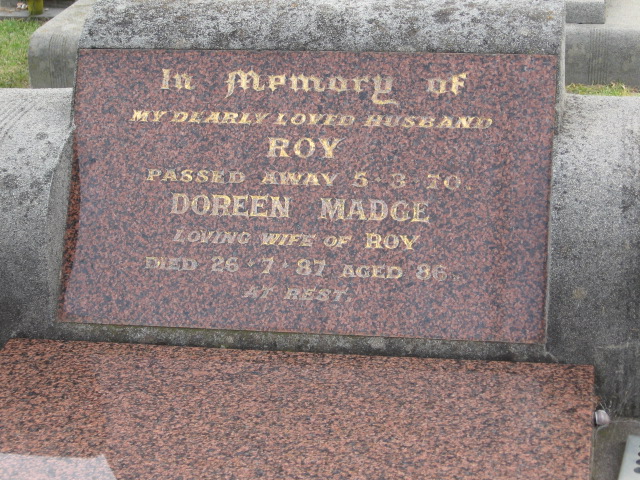 In Memory of
MY DEARLY LOVED HUSBAND
ROY
PASSED AWAY 5·3·70.
DOREEN MADGE
LOVING WIFE OF ROY
DIED 26·7·87 AGED 86
AT REST.